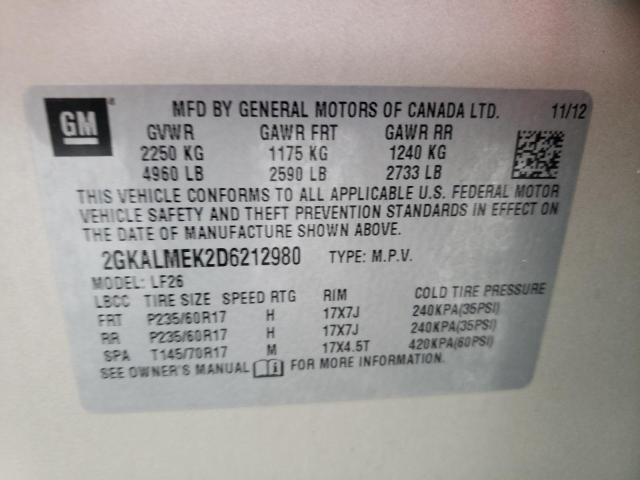 GM ®
MFD BY GENERAL MOTORS OF CANADA LTD. 11/12
GVWR GAWR FRT GAWR RR
2250 KG 1175 KG 1240 KG
4960 LB 2590 LB 2733 LB
THIS VEHICLE CONFORMS TO ALL APPLICABLE U.S. FEDERAL MOTOR
VEHICLE SAFETY AND THEFT PREVENTION STANDARDS IN EFFECT ON
THE DATE OF MANUFACTURE SHOWN ABOVE.
2GKALMEK2D6212980 TYPE: M.P.V.
MODEL: LF26
LBCC TIRE SIZE SPEED RTG RIM COLD TIRE PRESSURE
FRT P235/60R17 H 17X7J 240KPA(35PSI)
RR P235/60R17 H 17X7J 240KPA(35PSI)
SPA T145/70R17 M 17X4.5T 420KPA(60PSI)
SEE OWNER'S MANUAL FOR MORE INFORMATION.